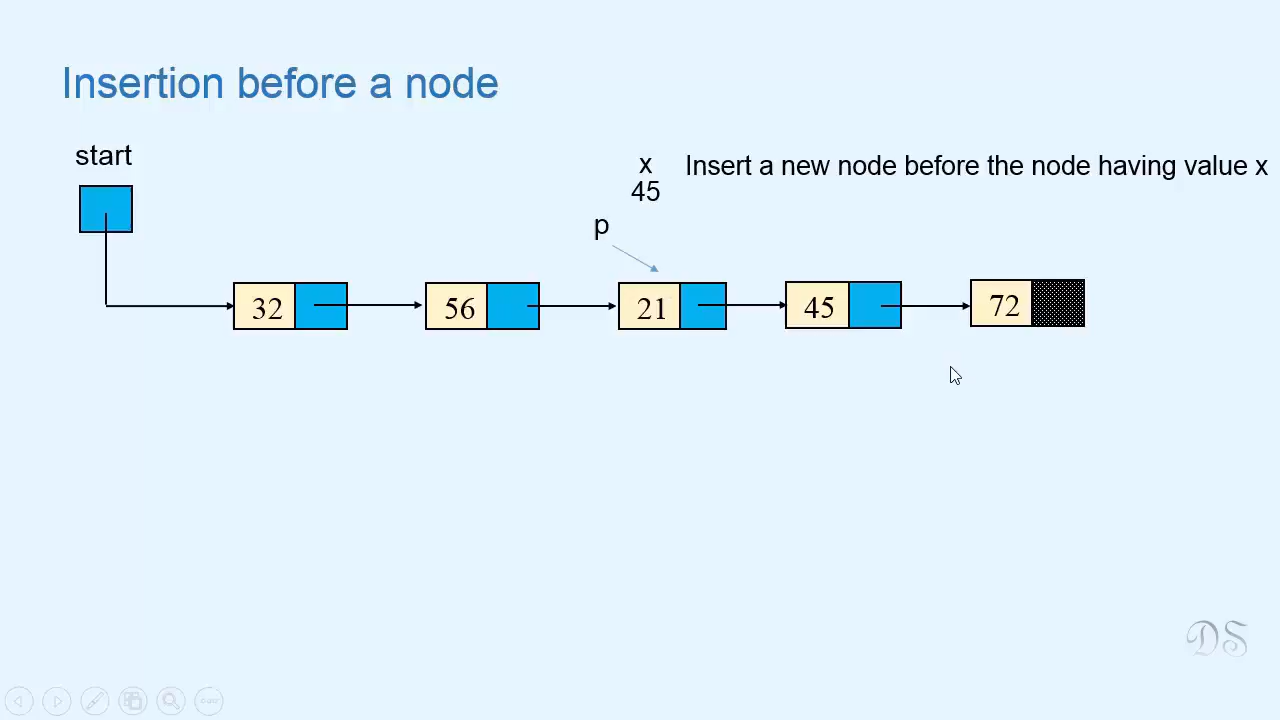 Insertion before a node
start
x Insert a new node before the node having value x
45
p
32 56 21 45 72
DS